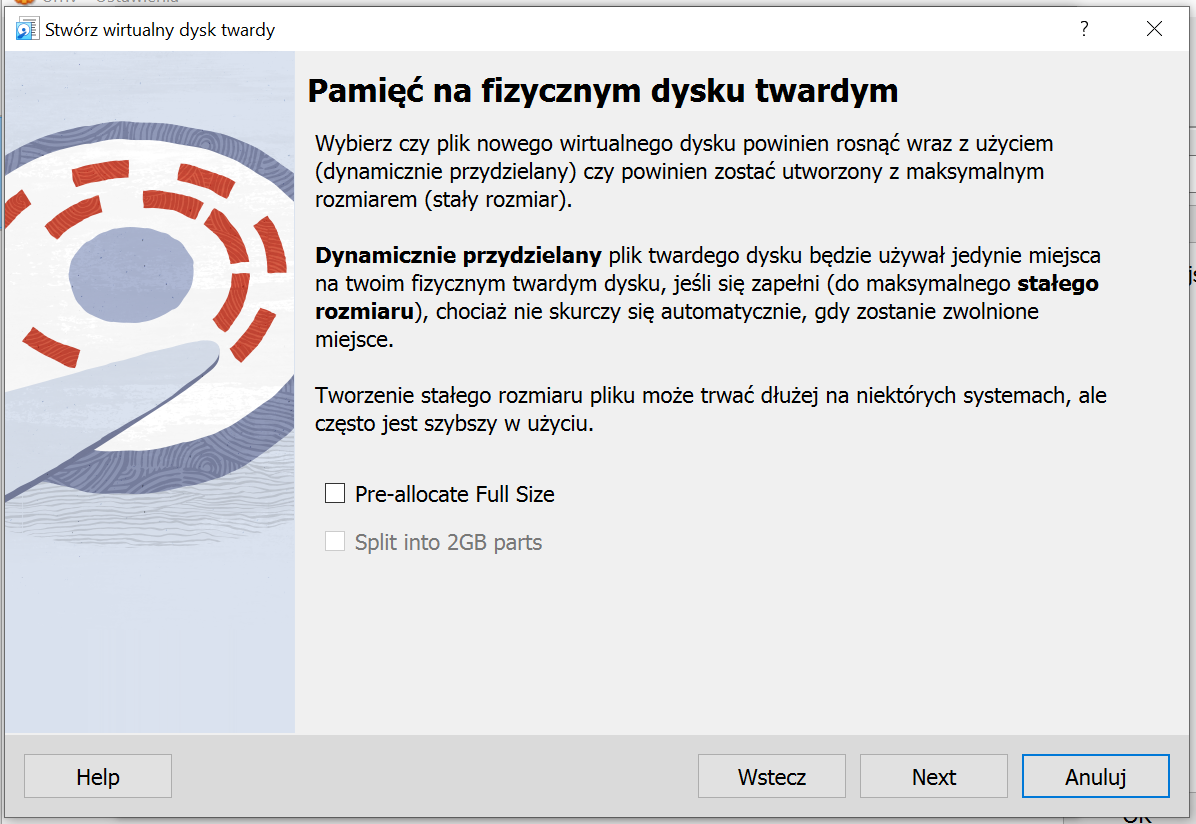 Stwórz wirtualny dysk twardy
?
Pamięć na fizycznym dysku twardym
Wybierz czy plik nowego wirtualnego dysku powinien rosnąć wraz z użyciem
(dynamicznie przydzielany) czy powinien zostać utworzony z maksymalnym
rozmiarem (stały rozmiar).
Dynamicznie przydzielany plik twardego dysku będzie używał jedynie miejsca
na twoim fizycznym twardym dysku, jeśli się zapełni (do maksymalnego stałego
rozmiaru), chociaż nie skurczy się automatycznie, gdy zostanie zwolnione
miejsce.
Tworzenie stałego rozmiaru pliku może trwać dłużej na niektórych systemach, ale
często jest szybszy w użyciu.
Pre-allocate Full Size
Split into 2GB parts
Help
Wstecz
Next
Anuluj